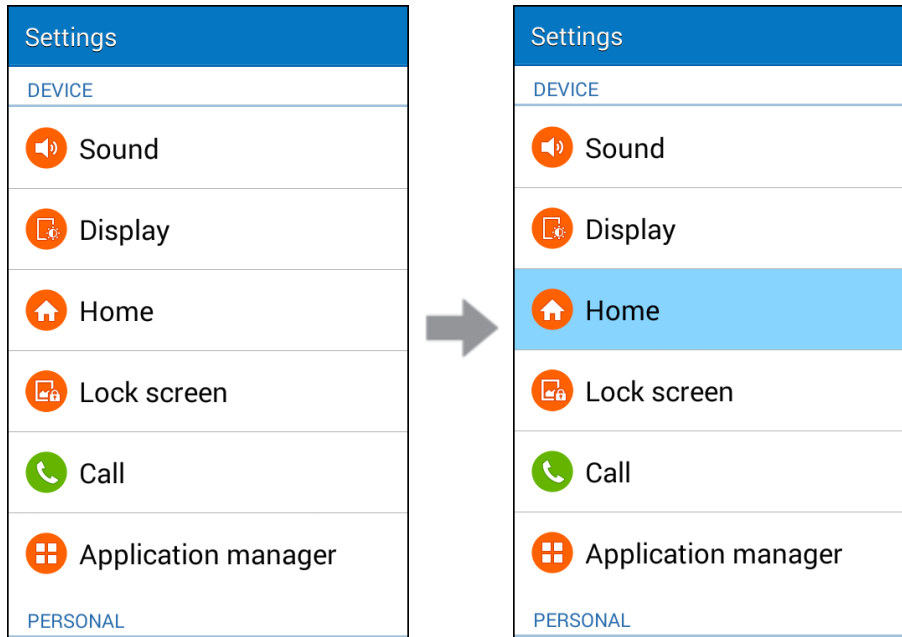 Settings
DEVICE
Sound
Display
Home
Lock screen
Call
Application manager
PERSONAL
Settings
DEVICE
Sound
Display
Home
Lock screen
Call
Application manager
PERSONAL